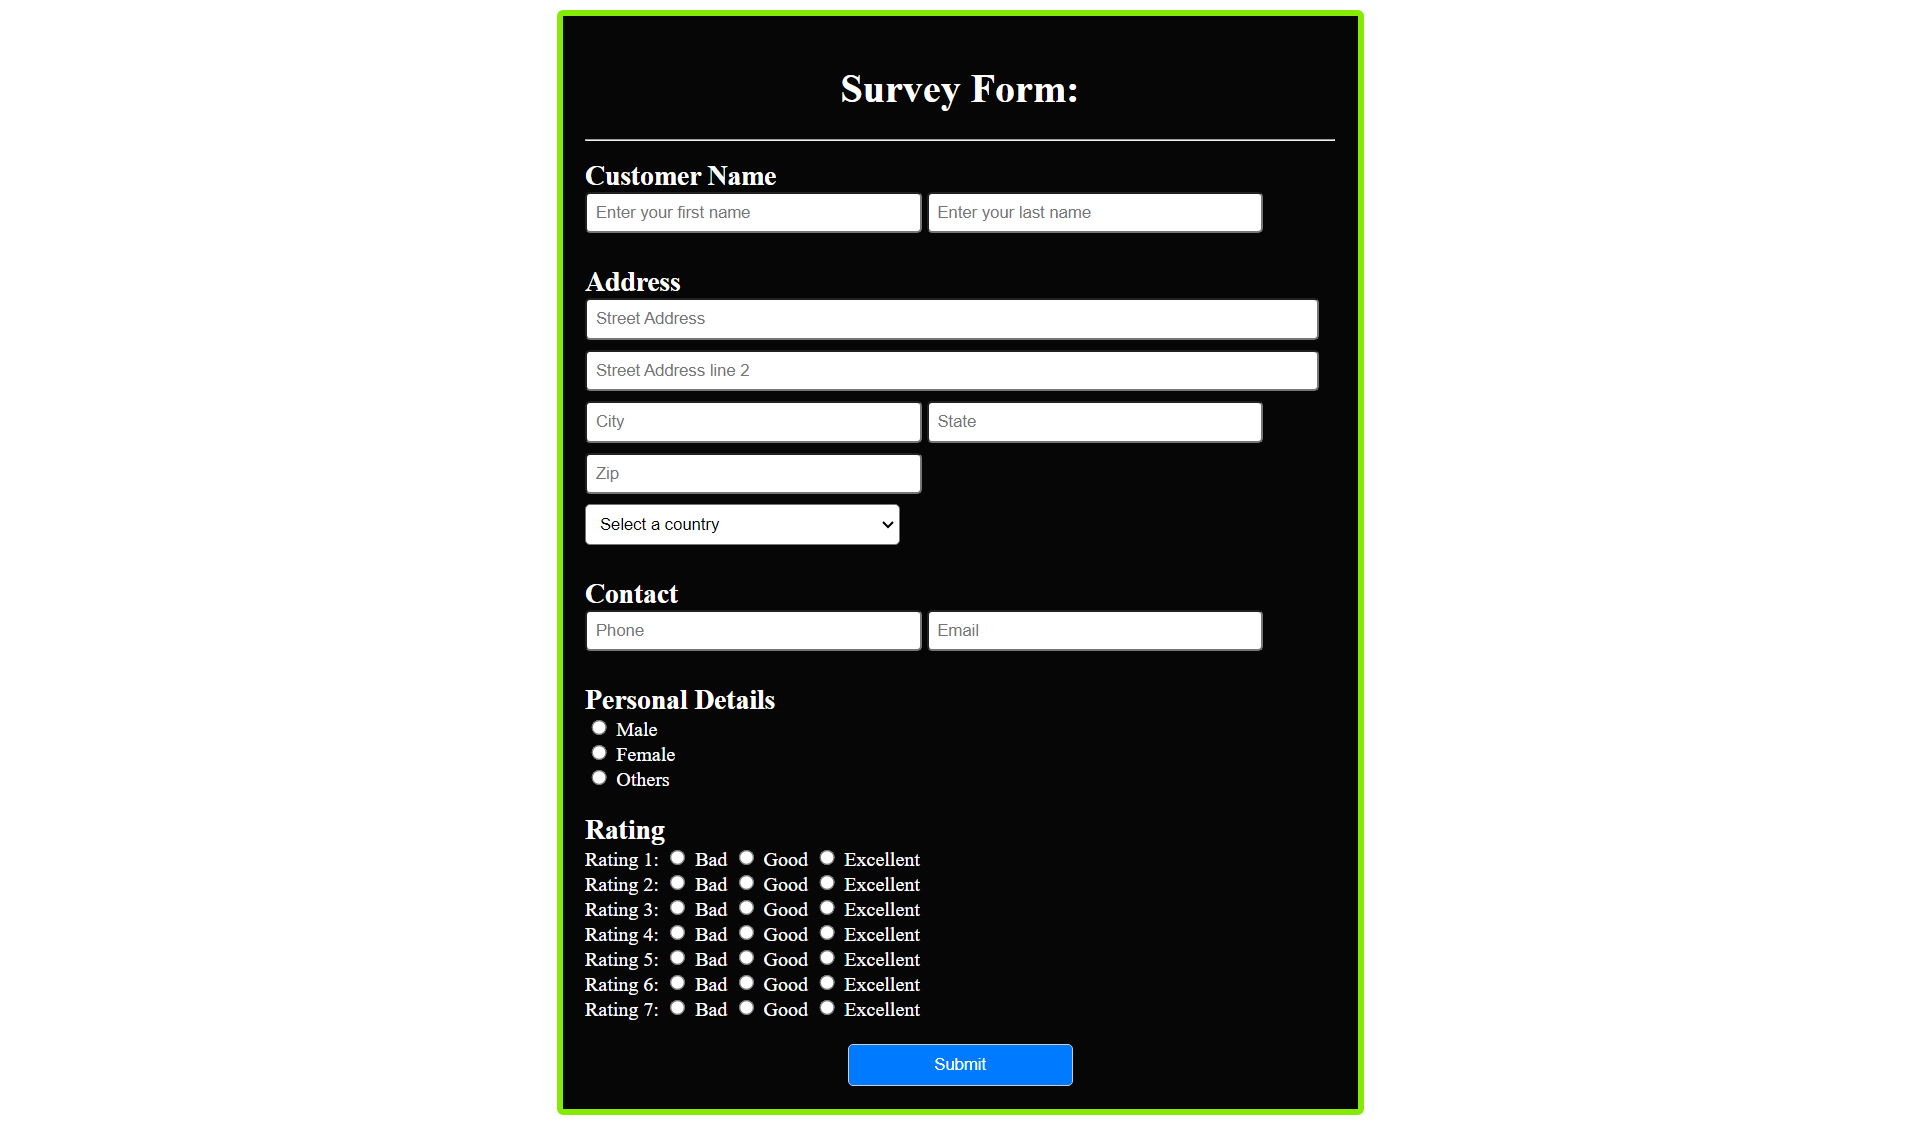 Survey Form:
Customer Name
Enter your first name Enter your last name
Address
Street Address
Street Address line 2
City State
Zip
Select a country
Contact
Phone Email
Personal Details
Male
Female
Others
Rating
Rating 1: Bad Good Excellent
Rating 2: Bad Good Excellent
Rating 3: Bad Good Excellent
Rating 4: Bad Good Excellent
Rating 5: Bad Good Excellent
Rating 6: Bad Good Excellent
Rating 7: Bad Good Excellent
Submit